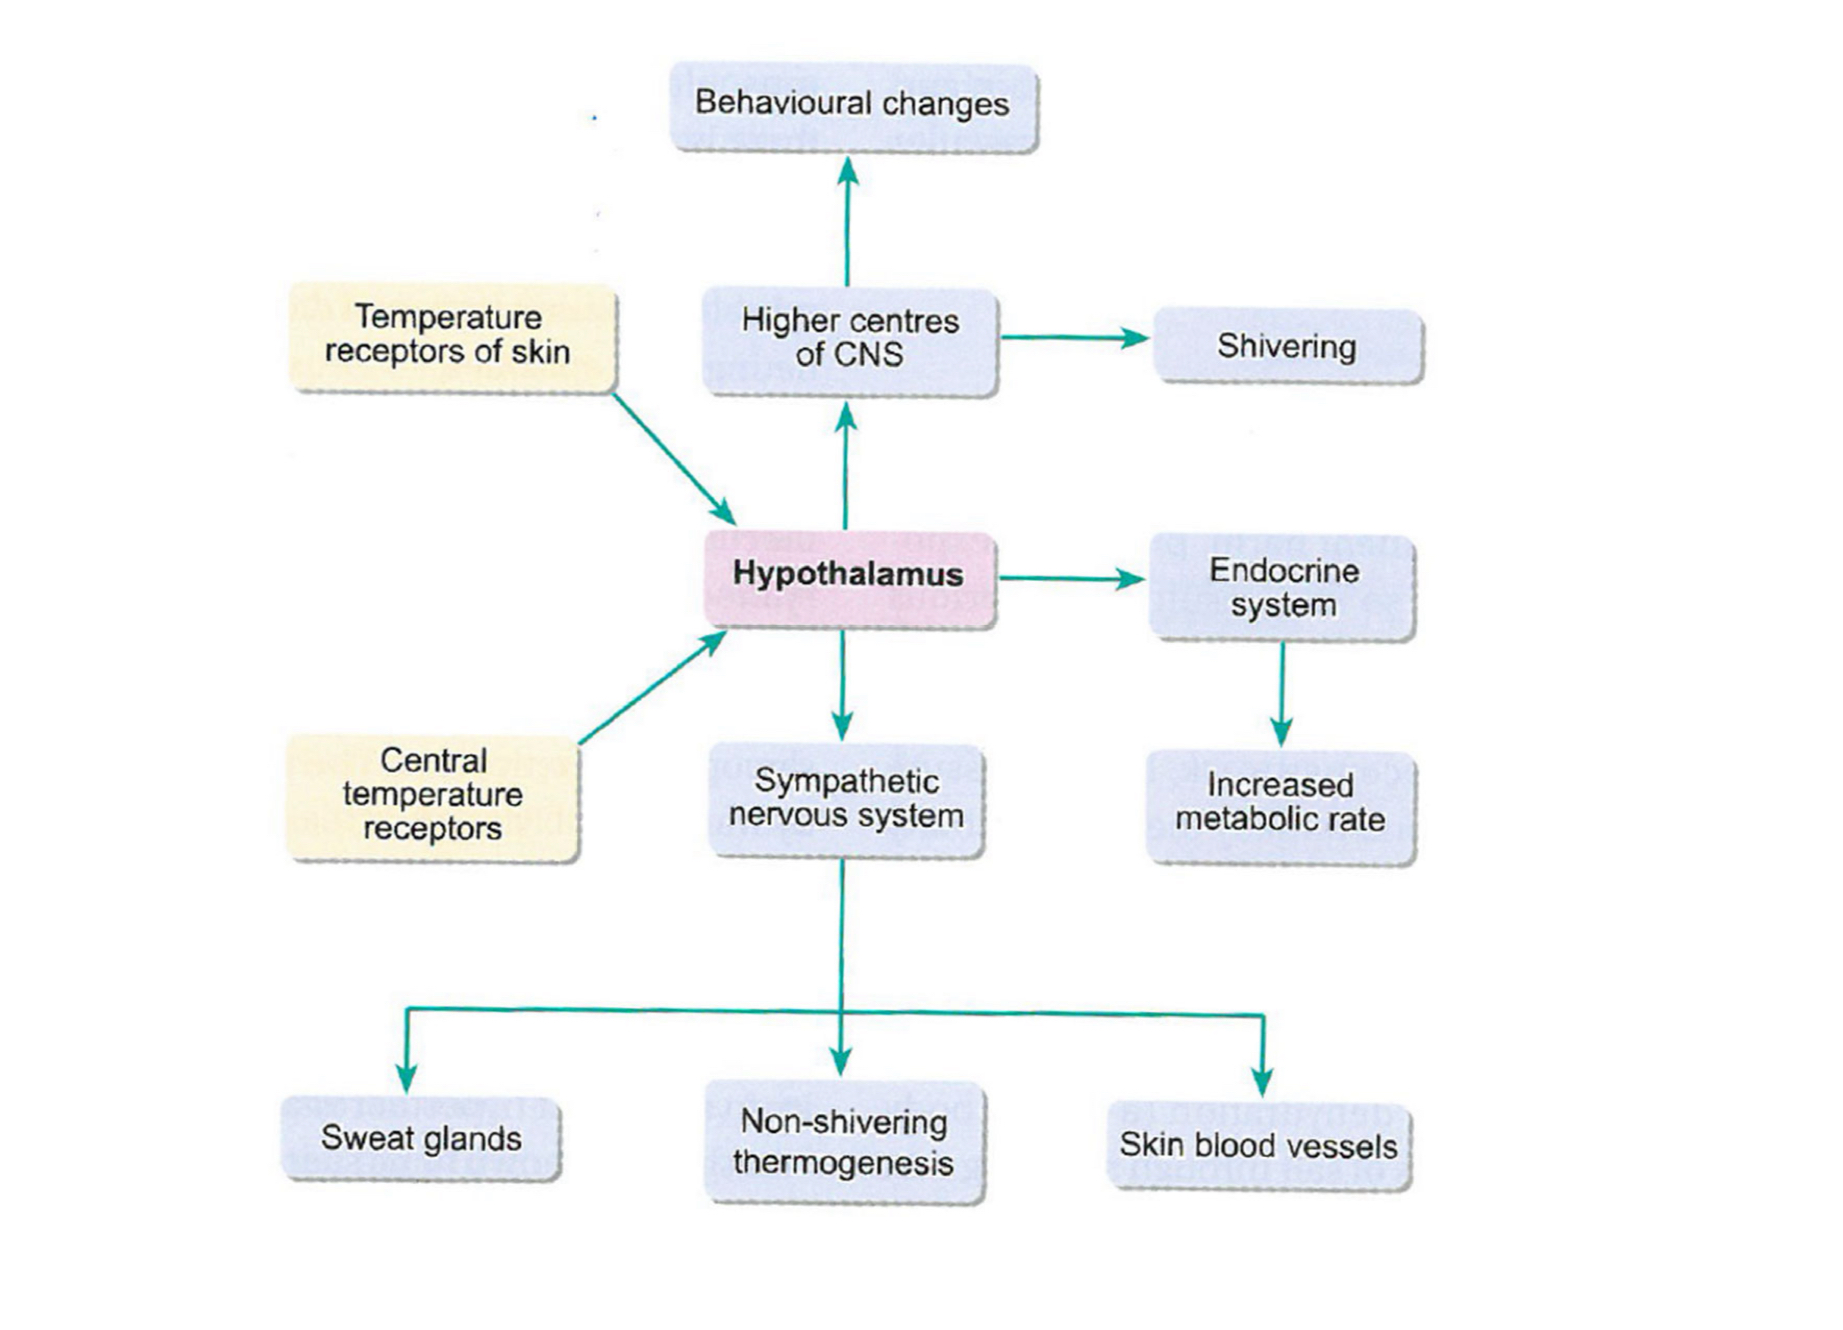 Behavioural changes
Temperature
receptors of skin
Higher centres
of CNS
Shivering
Hypothalamus
Endocrine
system
Central
temperature
receptors
Sympathetic
nervous system
Increased
metabolic rate
Sweat glands
Non-shivering
thermogenesis
Skin blood vessels